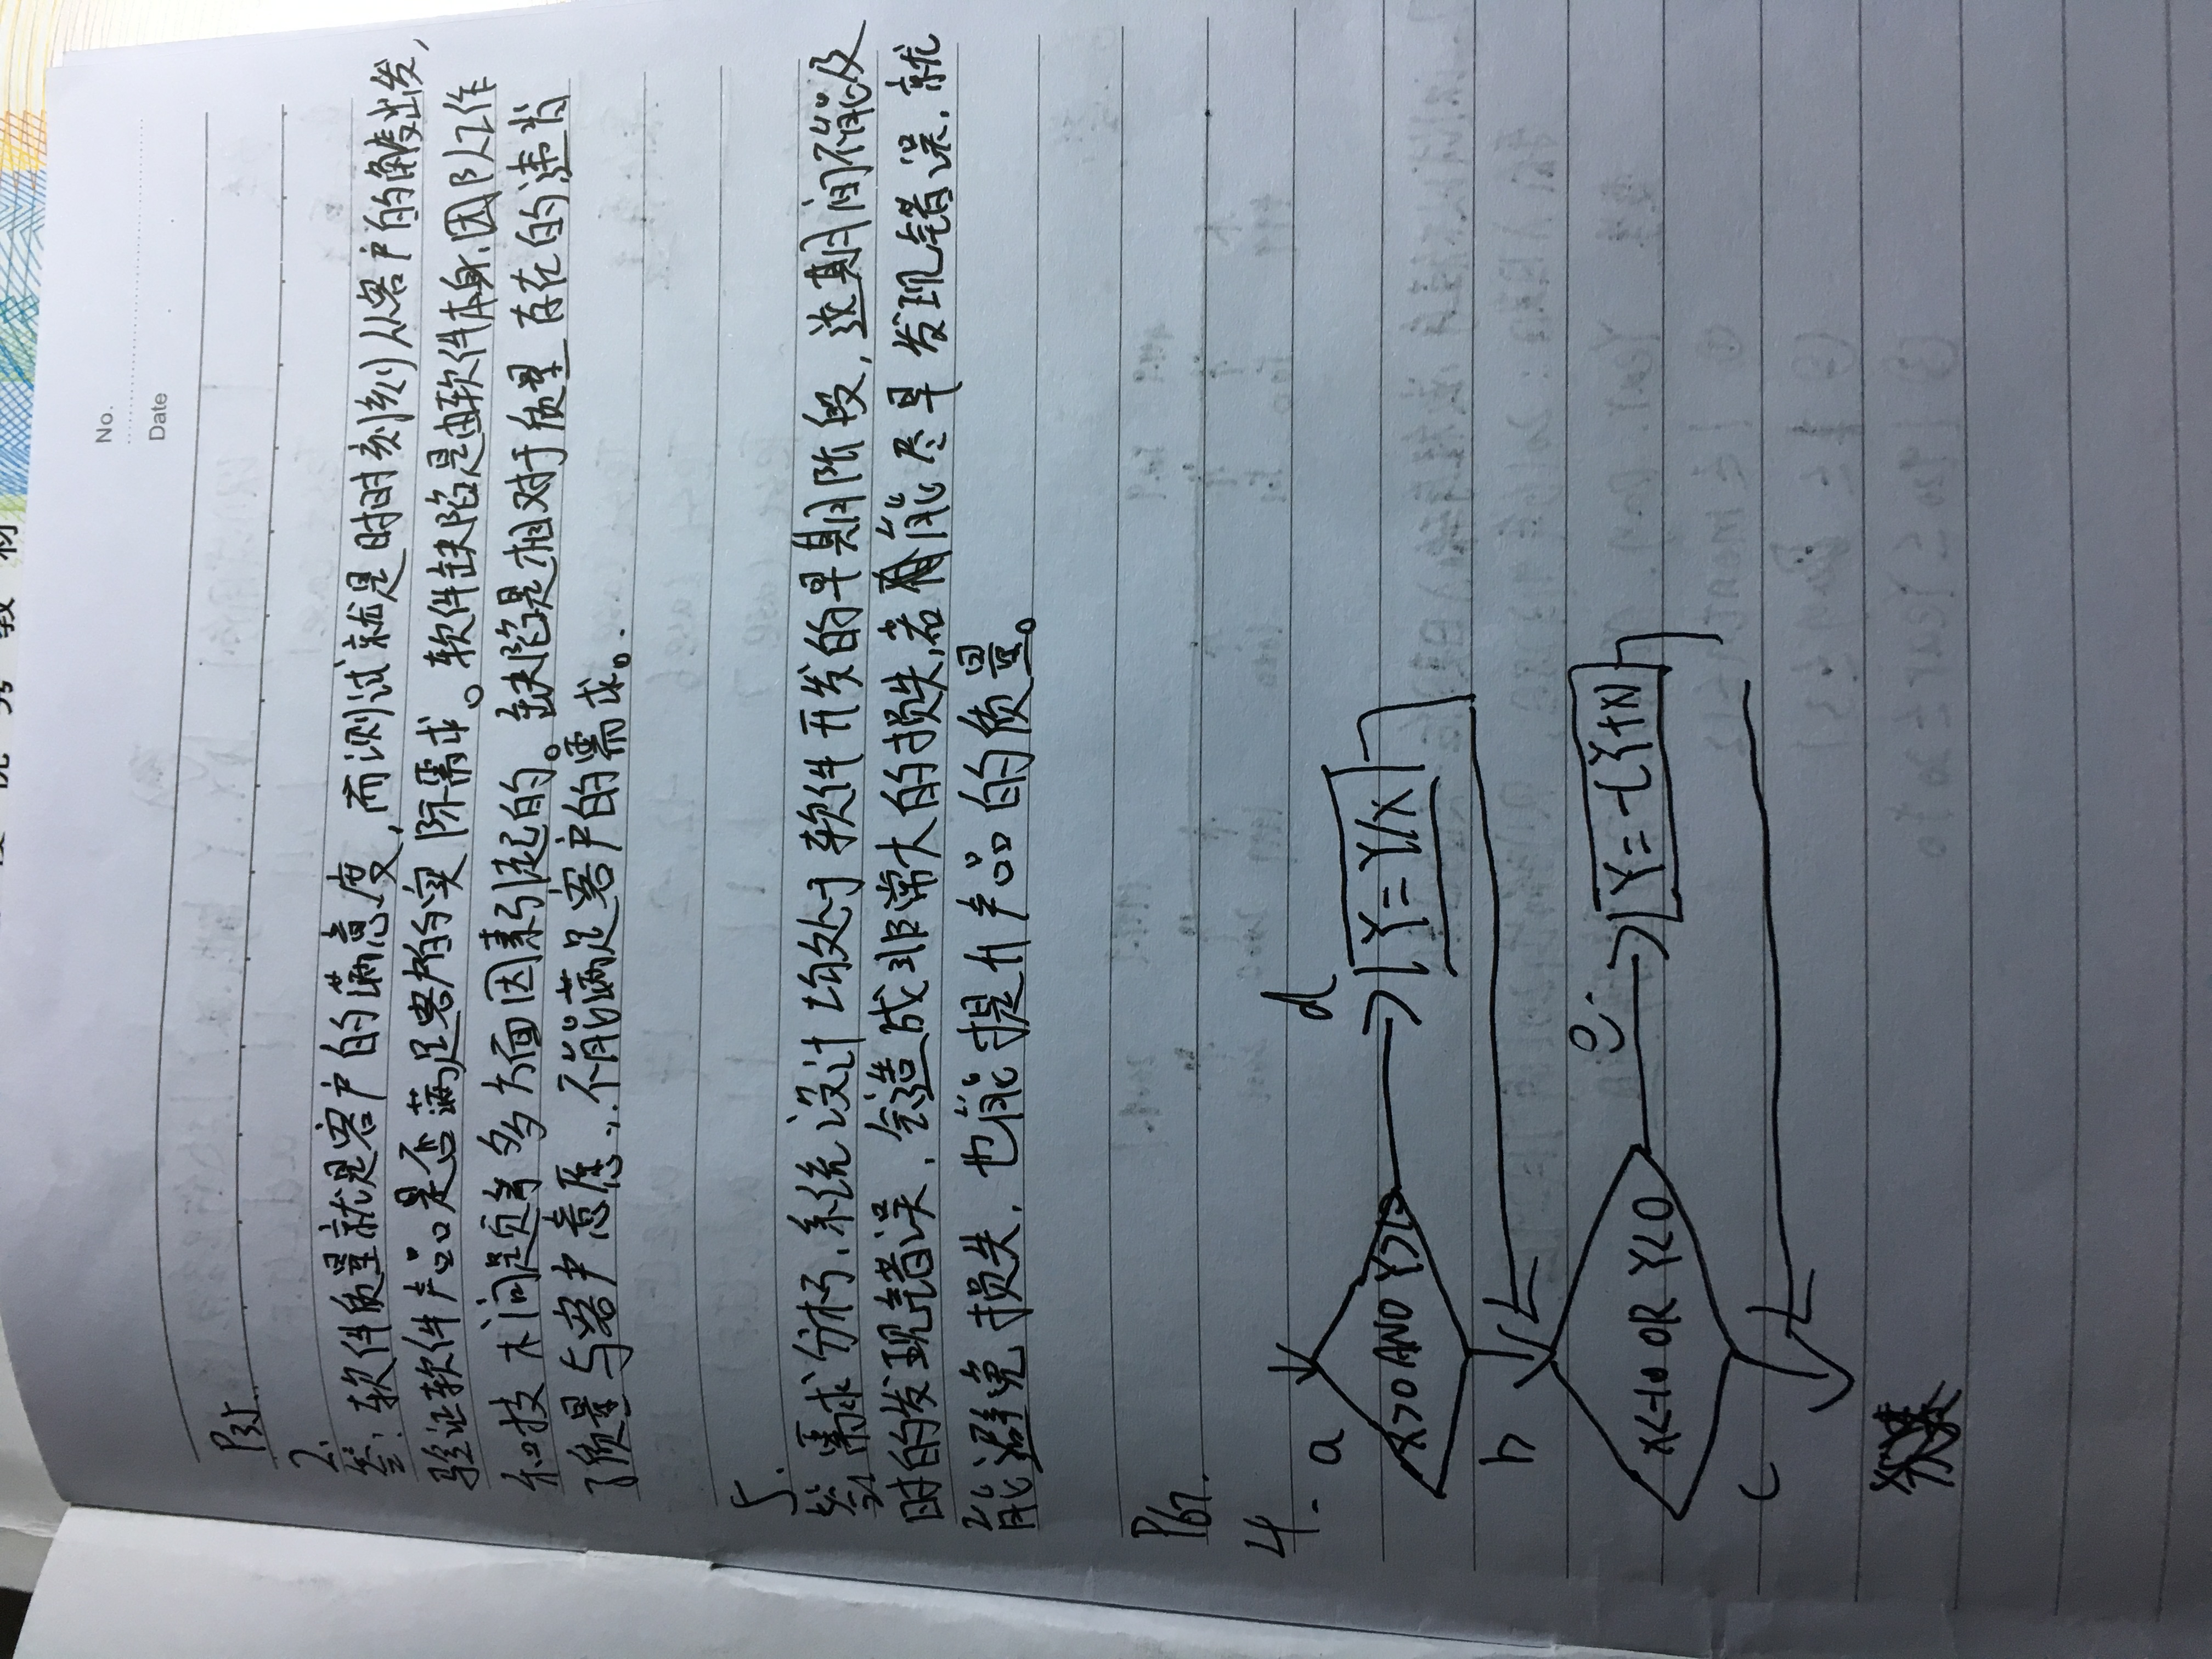 优秀教材
No.
Date
P35.
2.
答：软件质量就是客户的满意度，而测试就是时时刻刻从客户的角度出发，
验证软件产品是否满足客户的实际需求。软件缺陷是由软件本身、团队工作
和技术问题等多方面因素引起的。缺陷是相对于质量存在的，违背
了质量与客户意愿，不能满足客户的需求。
5.
答：需求分析、系统设计均处于软件开发的早期阶段，这期间不能及
时的发现错误，会造成非常大的损失，若能尽早发现错误，就
能避免损失，也能提升产品的质量。
P67.
4.
a
d
X>0 AND Y>10
Y=Y/X
b
e
X<-10 OR Y<0
Y=-(Y+X)
c